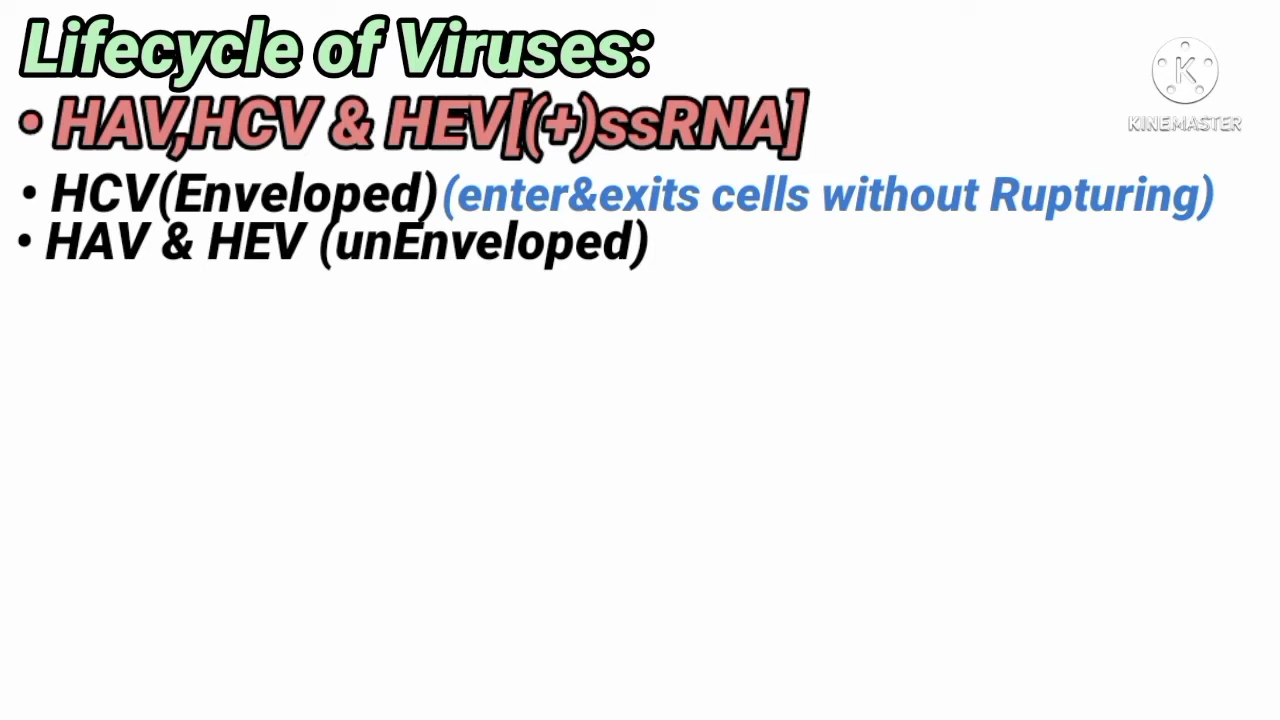 Lifecycle of Viruses:
• HAV,HCV & HEV[(+)ssRNA]
• HCV(Enveloped) (enter&exits cells without Rupturing)
• HAV & HEV (unEnveloped)
K
KINEMASTER